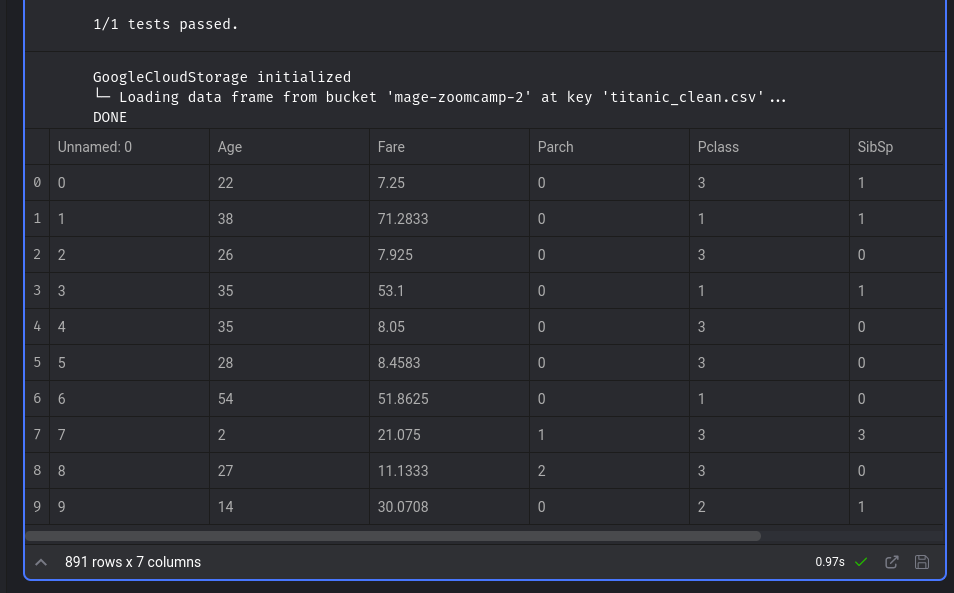 1/1 tests passed.
GoogleCloudStorage initialized
└─ Loading data frame from bucket 'mage-zoomcamp-2' at key 'titanic_clean.csv'...
DONE
Unnamed: 0 Age Fare Parch Pclass SibSp
0 0 22 7.25 0 3 1
1 1 38 71.2833 0 1 1
2 2 26 7.925 0 3 0
3 3 35 53.1 0 1 1
4 4 35 8.05 0 3 0
5 5 28 8.4583 0 3 0
6 6 54 51.8625 0 1 0
7 7 2 21.075 1 3 3
8 8 27 11.1333 2 3 0
9 9 14 30.0708 0 2 1
891 rows x 7 columns 0.97s